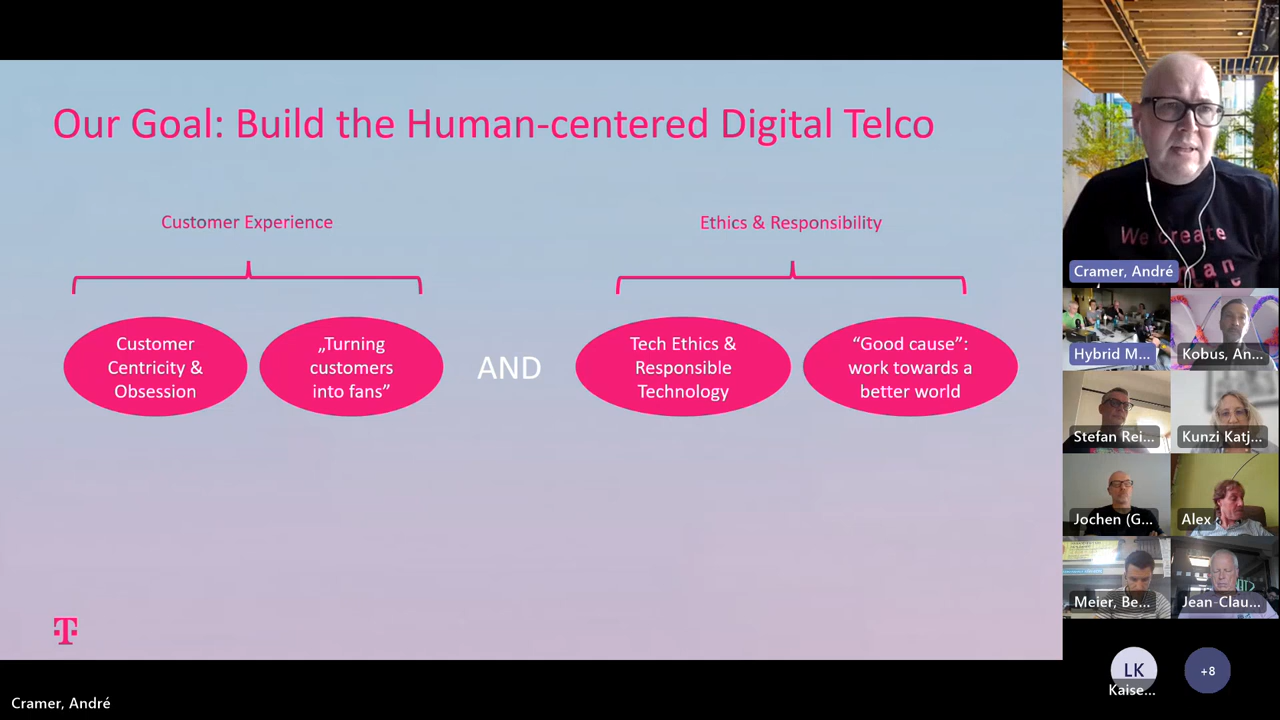 Our Goal: Build the Human-centered Digital Telco
Customer Experience
Ethics & Responsibility
Customer
Centricity &
Obsession
„Turning
customers
into fans”
AND
Tech Ethics &
Responsible
Technology
“Good cause”:
work towards a
better world
T
Cramer, André
We create
Cramer, André
Hybrid M...
Kobus, An...
Stefan Rei...
Kunzi Katj...
Jochen (G...
Alex
Meier, Be...
Jean-Clau...
LK
Kaise...
+8